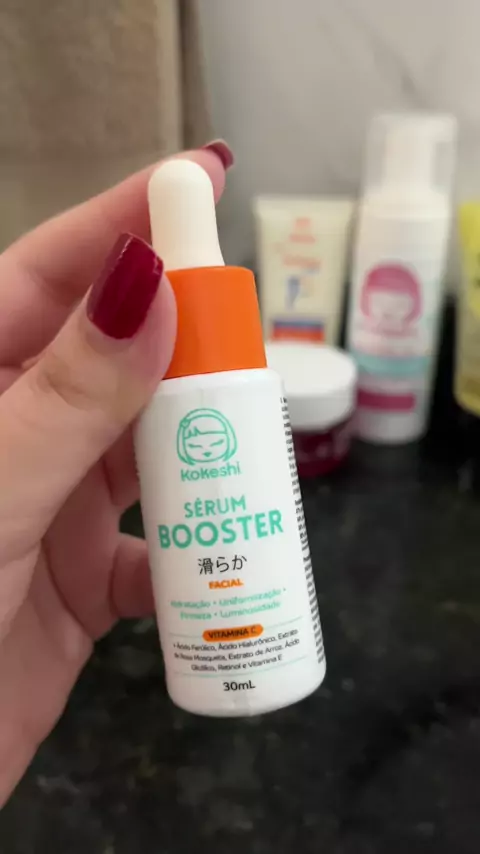 Kokeshi
SÉRUM
BOOSTER
滑らか
FACIAL
Hidratação • Uniformização •
Firmeza • Luminosidade
VITAMINA C
+ Ácido Ferúlico, Ácido Hialurônico, Extrato
de Rosa Mosqueta, Extrato de Arroz, Ácido
Glicólico, Retinol e Vitamina E
30mL